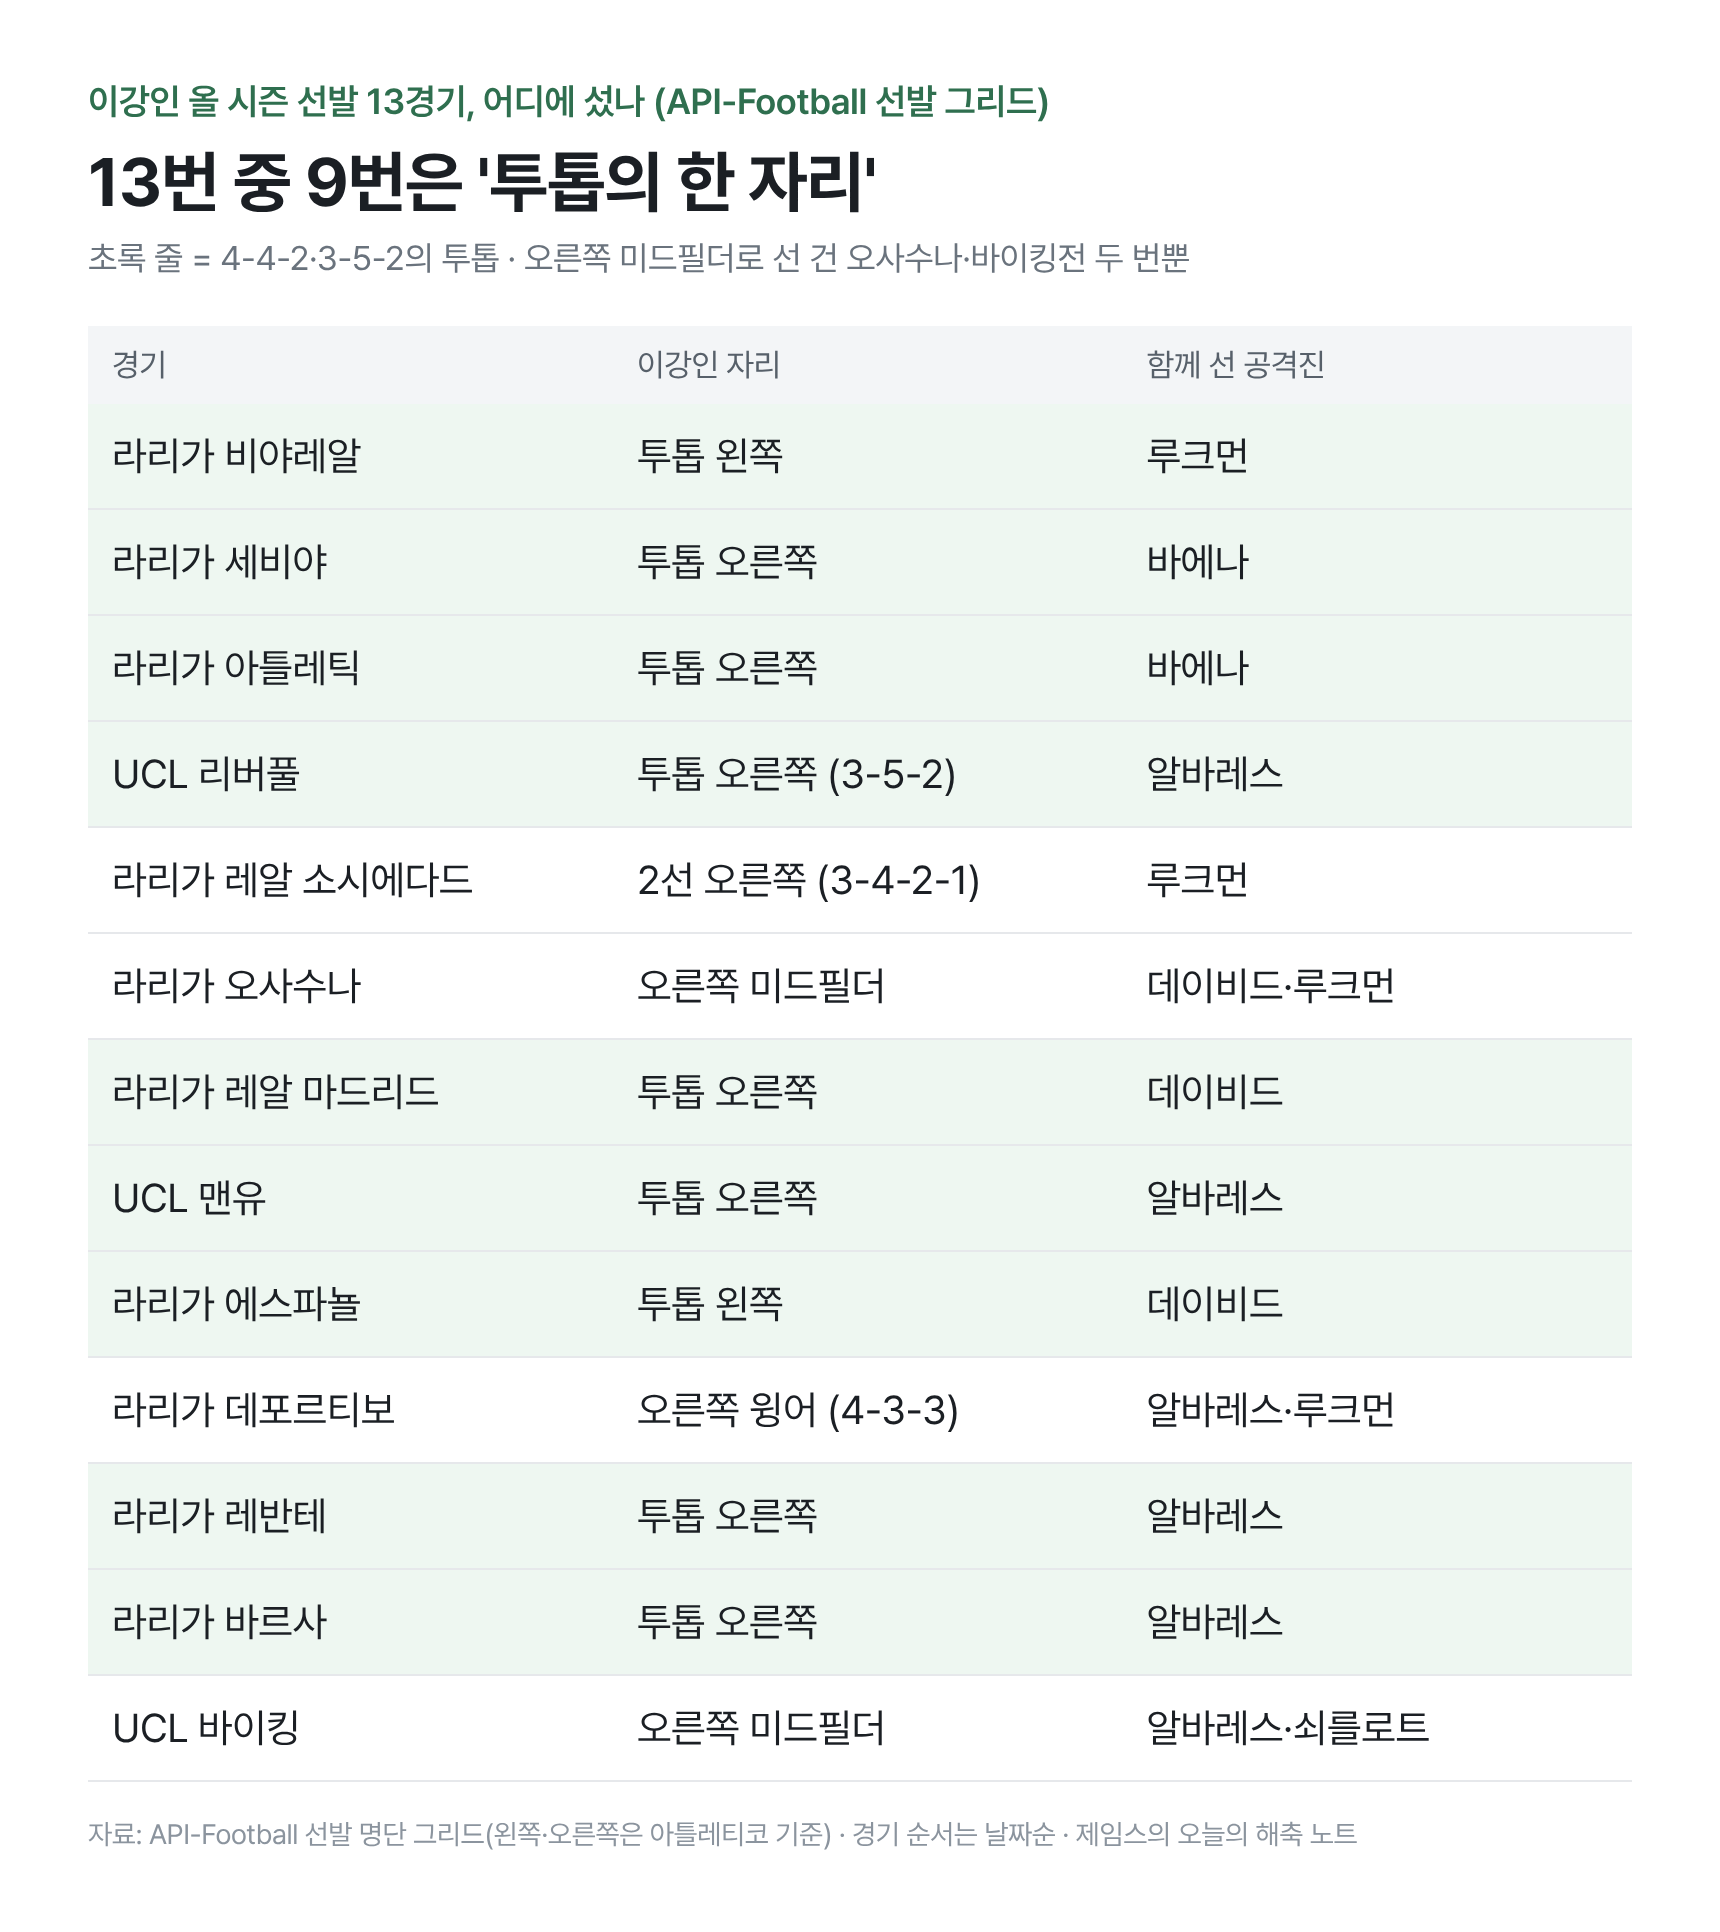 이강인 올 시즌 선발 13경기, 어디에 섰나 (API-Football 선발 그리드)
13번 중 9번은 '투톱의 한 자리'
초록 줄 = 4-4-2·3-5-2의 투톱 · 오른쪽 미드필더로 선 건 오사수나·바이킹전 두 번뿐
경기 이강인 자리 함께 선 공격진
라리가 비야레알 투톱 왼쪽 루크먼
라리가 세비야 투톱 오른쪽 바에나
라리가 아틀레틱 투톱 오른쪽 바에나
UCL 리버풀 투톱 오른쪽 (3-5-2) 알바레스
라리가 레알 소시에다드 2선 오른쪽 (3-4-2-1) 루크먼
라리가 오사수나 오른쪽 미드필더 데이비드·루크먼
라리가 레알 마드리드 투톱 오른쪽 데이비드
UCL 맨유 투톱 오른쪽 알바레스
라리가 에스파뇰 투톱 왼쪽 데이비드
라리가 데포르티보 오른쪽 윙어 (4-3-3) 알바레스·루크먼
라리가 레반테 투톱 오른쪽 알바레스
라리가 바르사 투톱 오른쪽 알바레스
UCL 바이킹 오른쪽 미드필더 알바레스·쇠를로트
자료: API-Football 선발 명단 그리드(왼쪽·오른쪽은 아틀레티코 기준) · 경기 순서는 날짜순 · 제임스의 오늘의 해축 노트